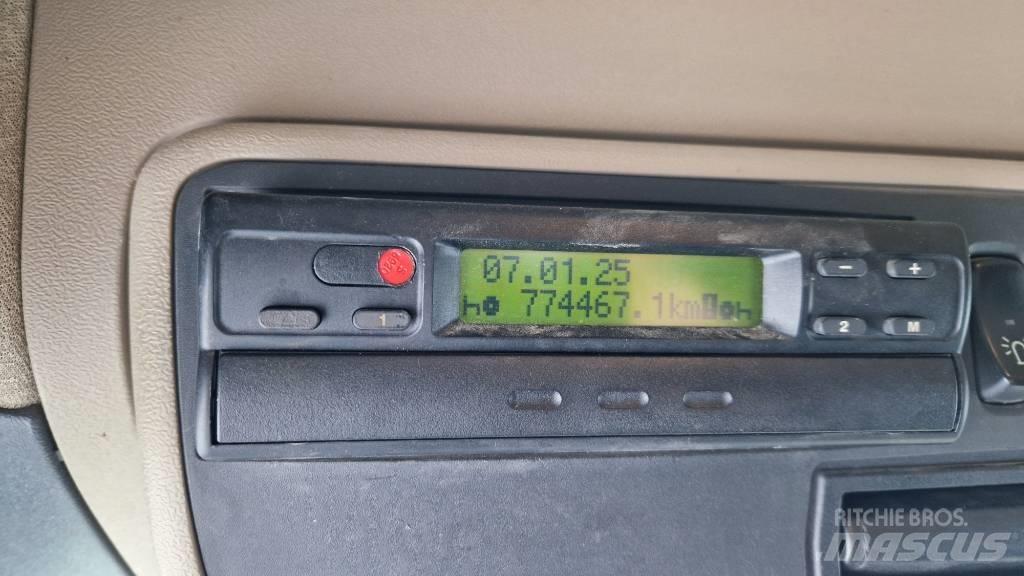 07.01.25
774467.1km
h
1
-
+
2
M
RITCHIE BROS.
MASCUS